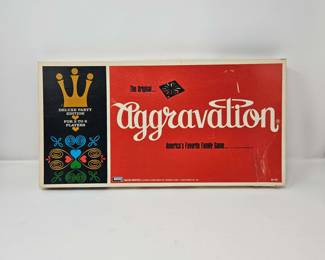 DELUXE PARTY
EDITION
FOR 2 TO 6
PLAYERS
The Original...
aggravation
America's Favorite Family Game